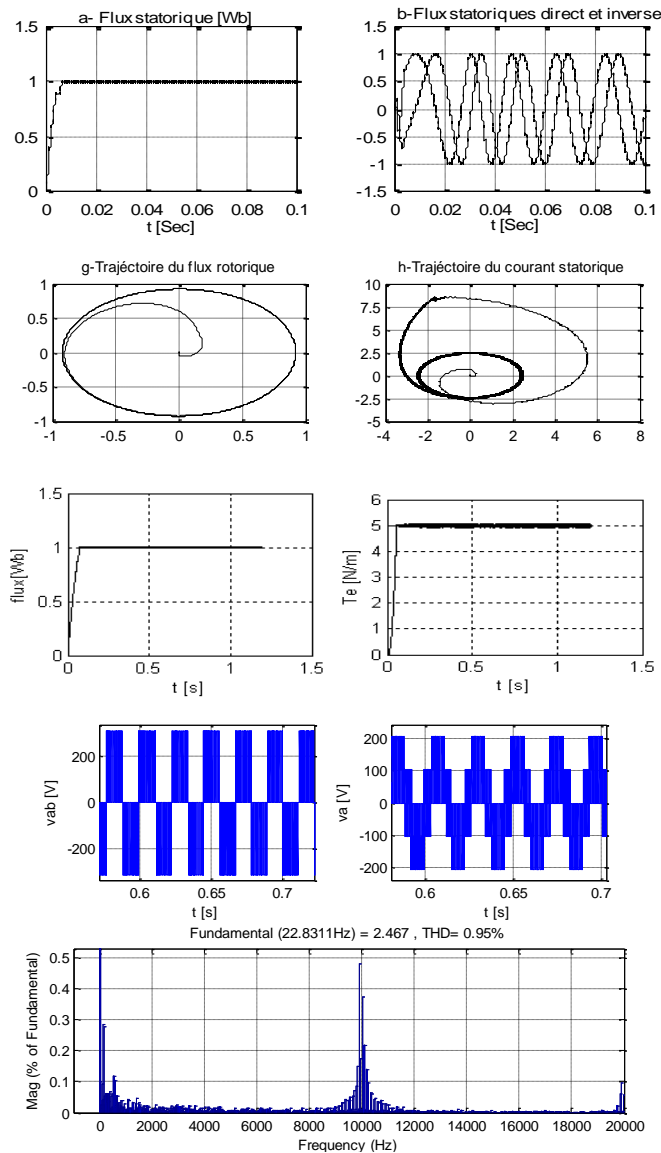 a- Flux statorique [Wb]
1.5
1
0.5
0
0 0.02 0.04 0.06 0.08 0.1
t [Sec]
b-Flux statoriques direct et inverse
1.5
1
0.5
0
-0.5
-1
-1.5
0 0.02 0.04 0.06 0.08 0.1
t [Sec]
g-Trajéctoire du flux rotorique
1
0.5
0
-0.5
-1
-1 -0.5 0 0.5 1
h-Trajéctoire du courant statorique
10
7.5
5
2.5
0
-2.5
-5
-4 -2 0 2 4 6 8
flux[Wb]
1.5
1
0.5
0
0 0.5 1 1.5
t [s]
Te [N/m]
6
5
4
3
2
1
0
0 0.5 1 1.5
t [s]
vab [V]
200
0
-200
0.6 0.65 0.7
t [s]
va [V]
200
100
0
-100
-200
0.6 0.65 0.7
t [s]
Fundamental (22.8311Hz) = 2.467 , THD= 0.95%
Mag (% of Fundamental)
0.5
0.4
0.3
0.2
0.1
0
0 2000 4000 6000 8000 10000 12000 14000 16000 18000 20000
Frequency (Hz)